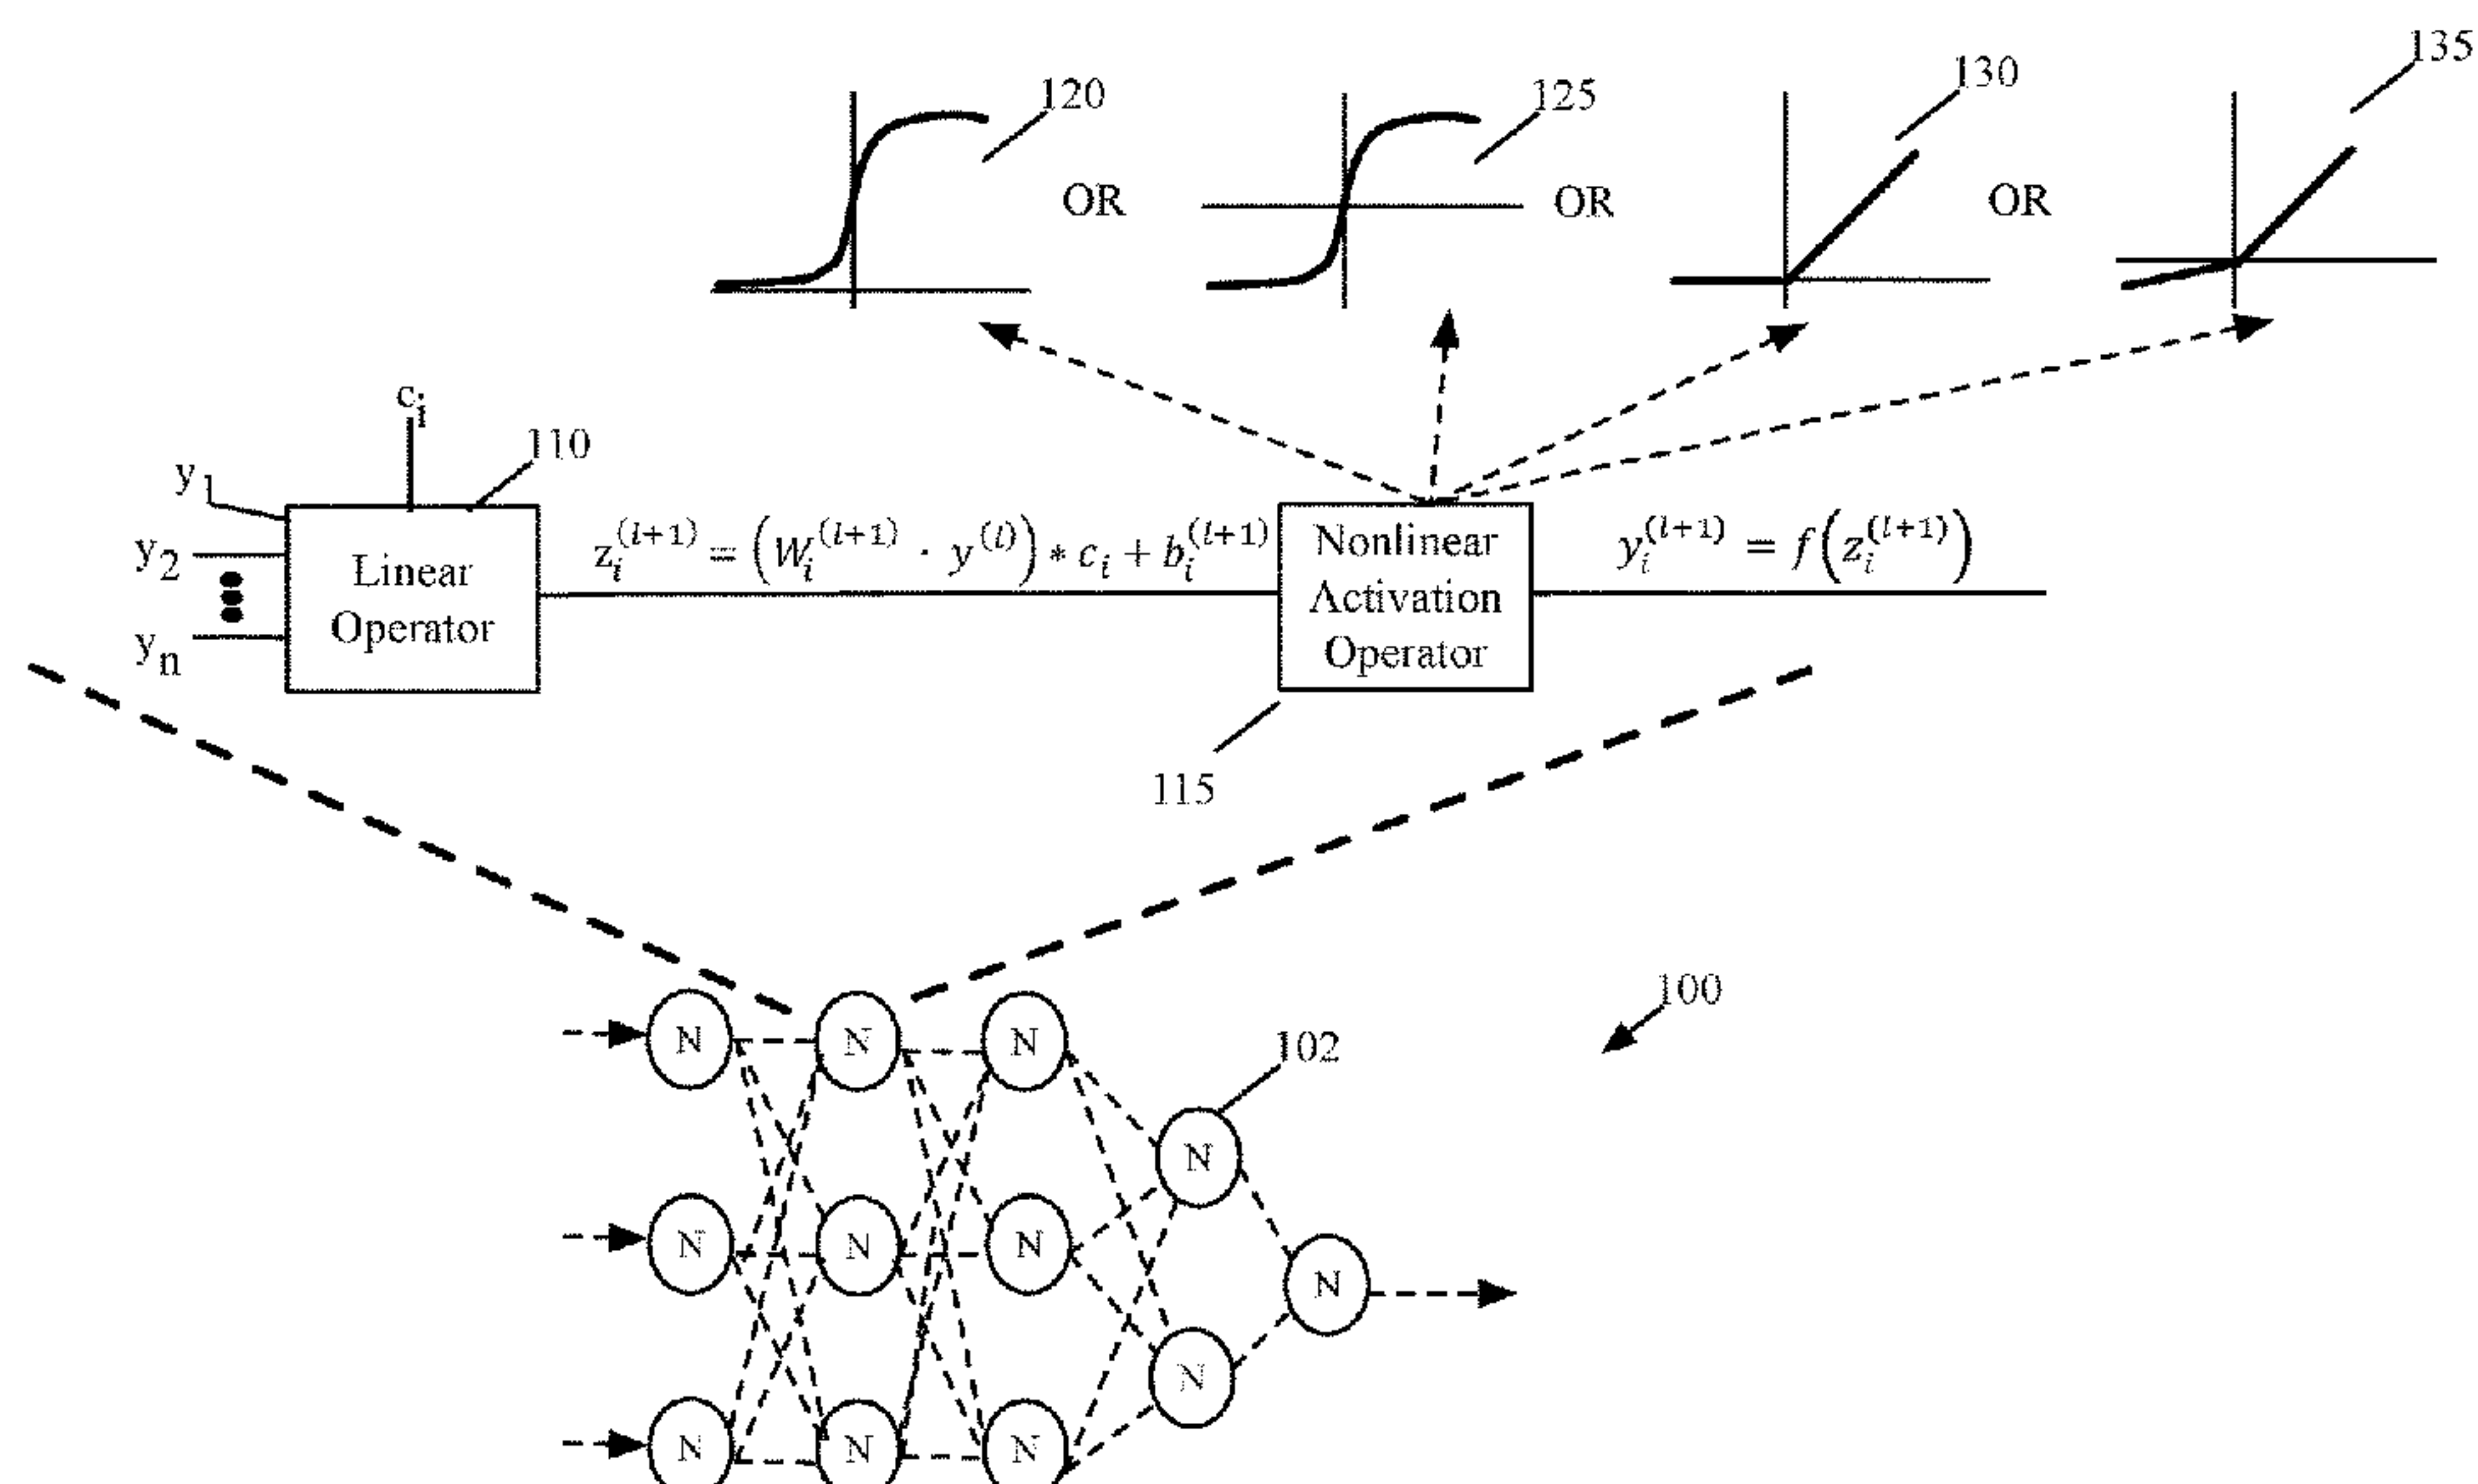 135
130
120
125
OR
OR
OR
c_i
110
y_1
y_2
y_n
Linear
Operator
z_i^{(l+1)} = (W_i^{(l+1)} · y^{(l)}) * c_i + b_i^{(l+1)}
Nonlinear
Activation
Operator
y_i^{(l+1)} = f(z_i^{(l+1)})
115
100
102
N
N
N
N
N
N
N
N
N
N
N
N